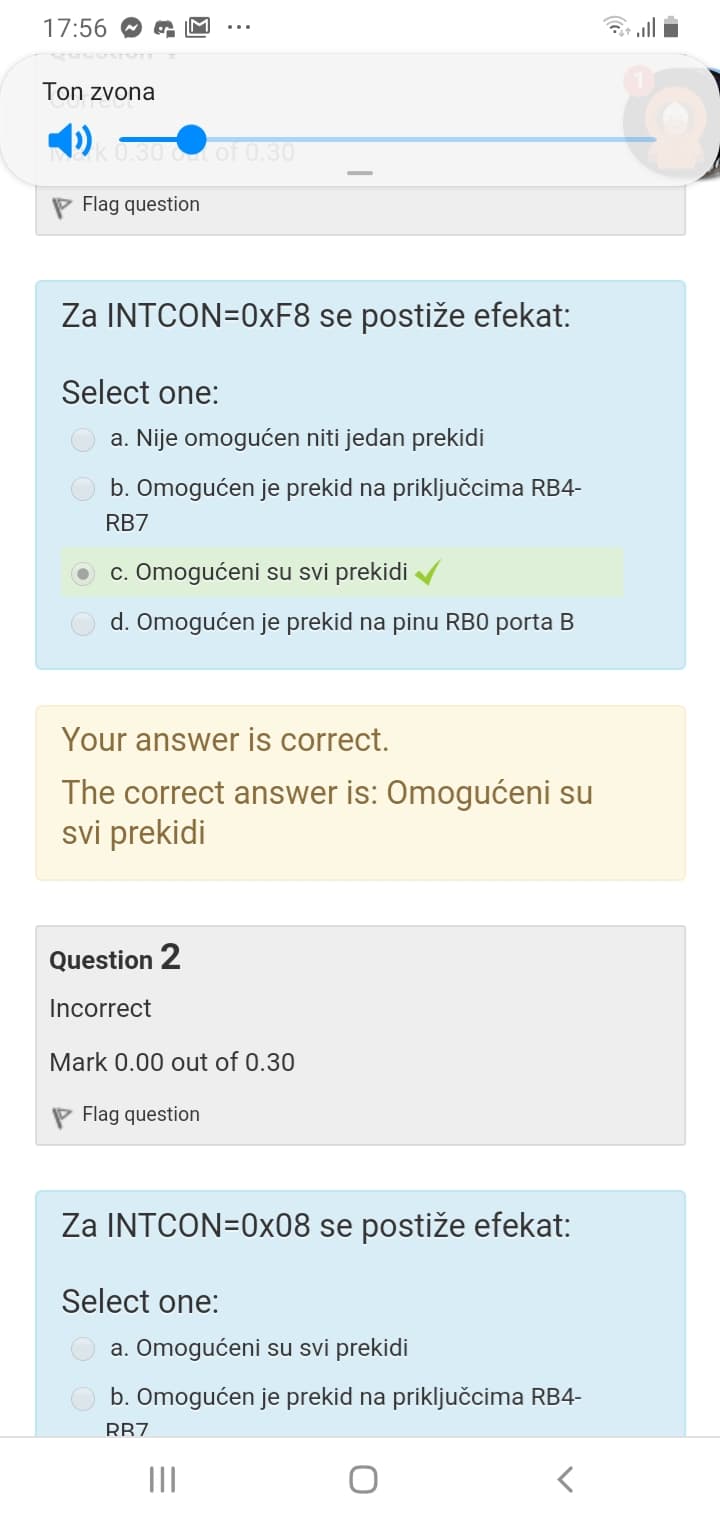 17:56
Ton zvona
Correct
Mark 0.30 out of 0.30
1
Flag question
Za INTCON=0xF8 se postiže efekat:
Select one:
a. Nije omogućen niti jedan prekidi
b. Omogućen je prekid na priključcima RB4-
RB7
c. Omogućeni su svi prekidi
d. Omogućen je prekid na pinu RB0 porta B
Your answer is correct.
The correct answer is: Omogućeni su
svi prekidi
Question 2
Incorrect
Mark 0.00 out of 0.30
Flag question
Za INTCON=0x08 se postiže efekat:
Select one:
a. Omogućeni su svi prekidi
b. Omogućen je prekid na priključcima RB4-
RB7